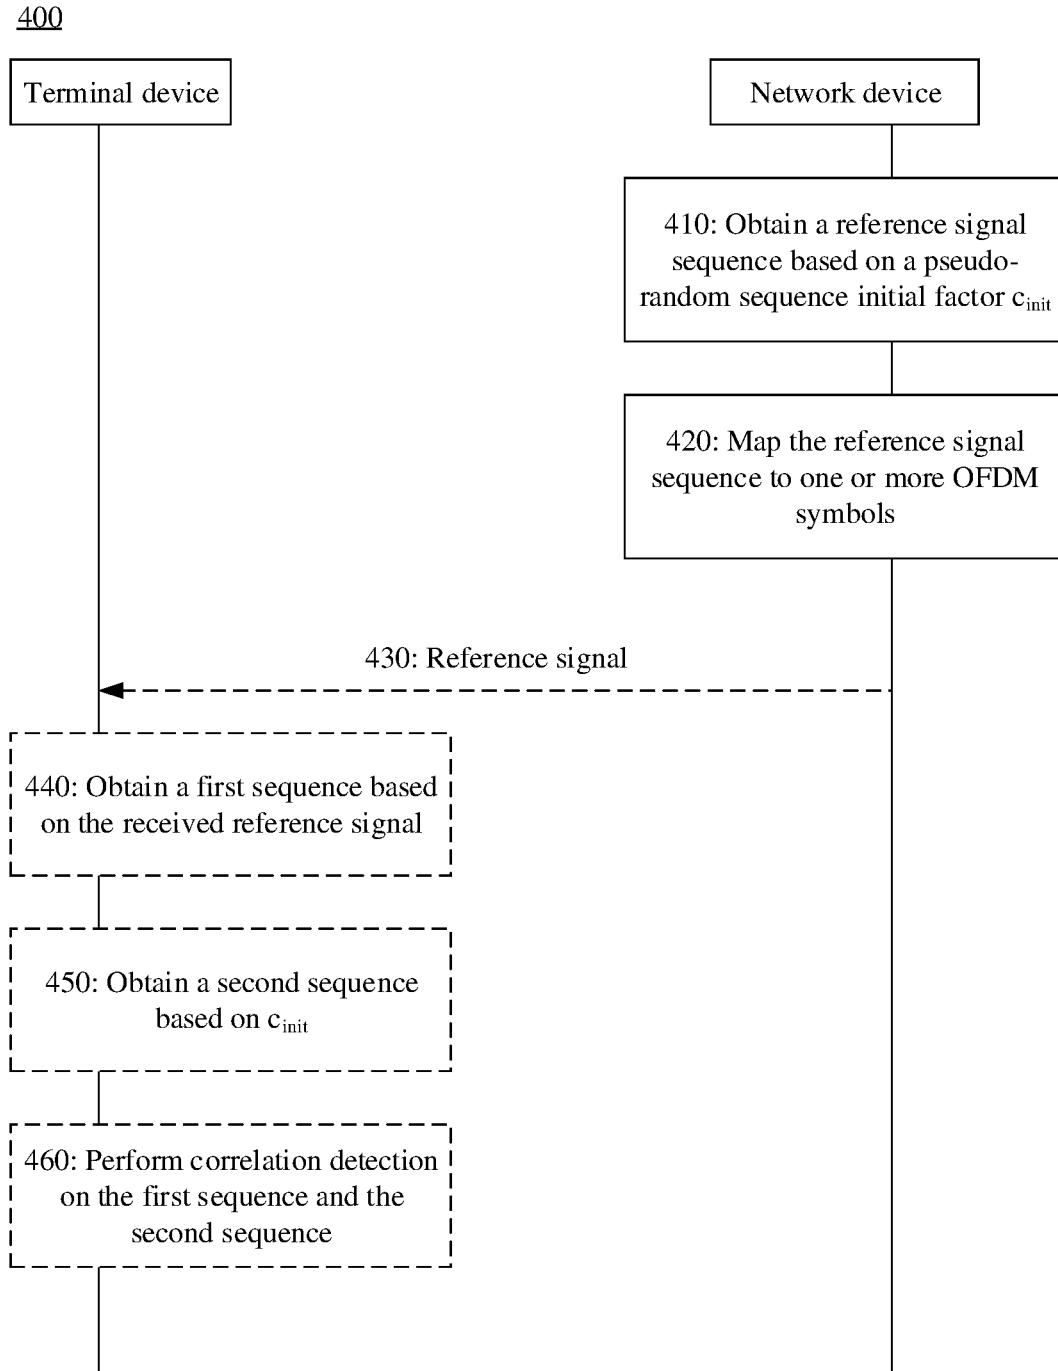 400
Terminal device
Network device
410: Obtain a reference signal
sequence based on a pseudo-
random sequence initial factor c_init
420: Map the reference signal
sequence to one or more OFDM
symbols
430: Reference signal
440: Obtain a first sequence based
on the received reference signal
450: Obtain a second sequence
based on c_init
460: Perform correlation detection
on the first sequence and the
second sequence